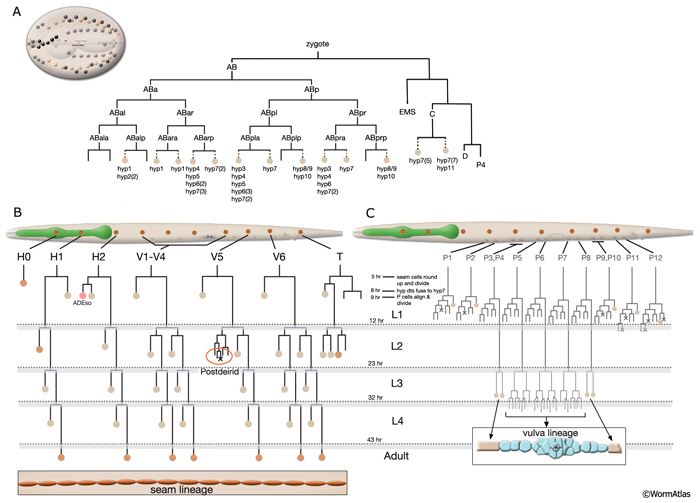 A
zygote
AB
ABa
ABp
EMS
C
ABal
ABar
ABpl
ABpr
D
P4
ABala
ABalp
ABara
ABarp
ABpla
ABplp
ABpra
ABprp
hyp1
hyp2(2)
hyp1
hyp1
hyp4
hyp5
hyp6(2)
hyp7(3)
hyp7(2)
hyp3
hyp4
hyp5
hyp6(3)
hyp7(2)
hyp7
hyp8/9
hyp10
hyp3
hyp4
hyp6
hyp7(2)
hyp7
hyp8/9
hyp10
hyp7(5)
hyp7(7)
hyp11
B
H0 H1 H2 V1-V4 V5 V6 T
ADEso
Postdeird
seam lineage
C
P1 P2 P3,P4 P5 P6 P7 P8 P9,P10 P11 P12
5 hr seam cells round
up and divide
8 hr hyp dts fuse to hyp7
9 hr P cells align &
divide
L1
12 hr
L2
23 hr
L3
32 hr
L4
43 hr
Adult
vulva lineage
©WormAtlas